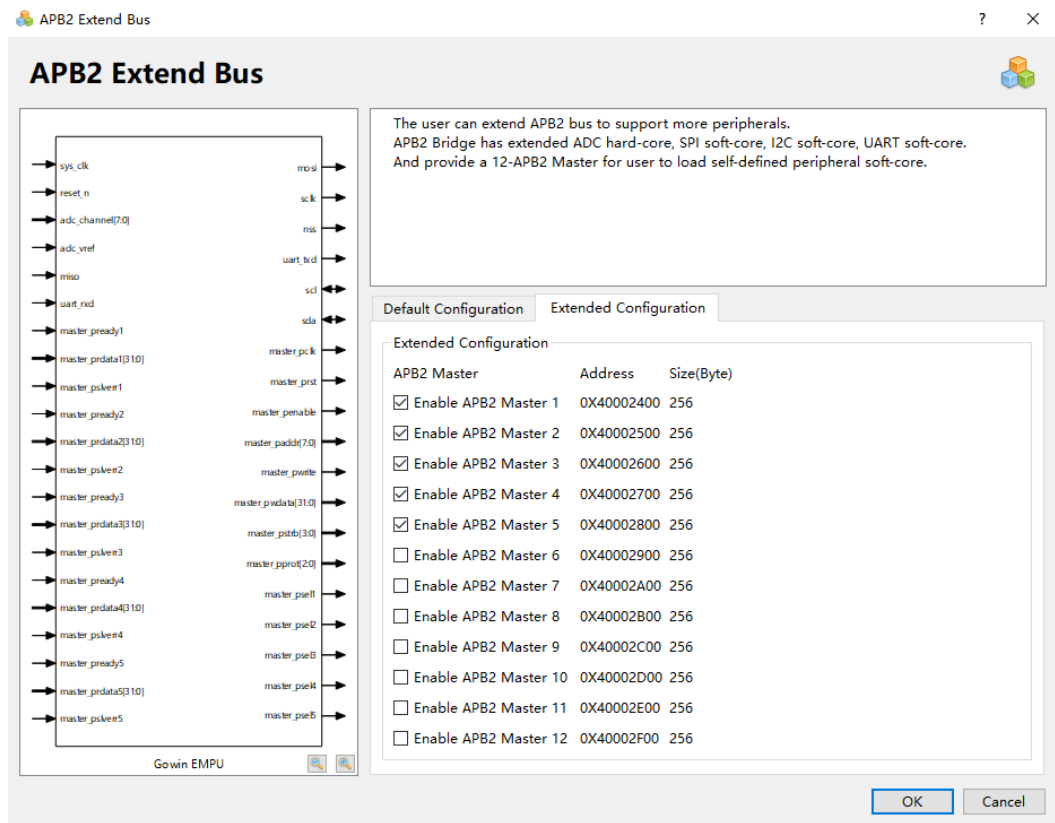 APB2 Extend Bus
?
APB2 Extend Bus
sys_clk
reset_n
adc_channel[7:0]
adc_vref
miso
uart_rxd
master_pready1
master_prdata1[31:0]
master_pslverr1
master_pready2
master_prdata2[31:0]
master_pslverr2
master_pready3
master_prdata3[31:0]
master_pslverr3
master_pready4
master_prdata4[31:0]
master_pslverr4
master_pready5
master_prdata5[31:0]
master_pslverr5
mosi
sclk
nss
uart_txd
scl
sda
master_pclk
master_prst
master_penable
master_paddr[7:0]
master_pwrite
master_pwdata[31:0]
master_pstrb[3:0]
master_pprot[2:0]
master_psel1
master_psel2
master_psel3
master_psel4
master_psel5
Gowin EMPU
The user can extend APB2 bus to support more peripherals.
APB2 Bridge has extended ADC hard-core, SPI soft-core, I2C soft-core, UART soft-core.
And provide a 12-APB2 Master for user to load self-defined peripheral soft-core.
Default Configuration Extended Configuration
Extended Configuration
APB2 Master Address Size(Byte)
Enable APB2 Master 1 0X40002400 256
Enable APB2 Master 2 0X40002500 256
Enable APB2 Master 3 0X40002600 256
Enable APB2 Master 4 0X40002700 256
Enable APB2 Master 5 0X40002800 256
Enable APB2 Master 6 0X40002900 256
Enable APB2 Master 7 0X40002A00 256
Enable APB2 Master 8 0X40002B00 256
Enable APB2 Master 9 0X40002C00 256
Enable APB2 Master 10 0X40002D00 256
Enable APB2 Master 11 0X40002E00 256
Enable APB2 Master 12 0X40002F00 256
OK Cancel